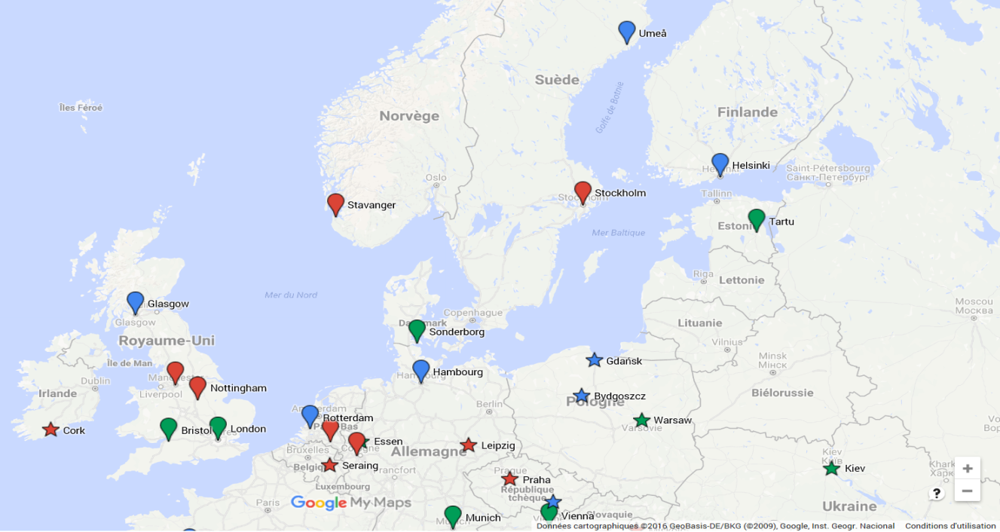 Umeå
Suède
Golfe de Botnie
Îles Féroé
Norvège
Finlande
Helsinki
Saint-Pétersbourg
Санкт-Петербург
Oslo
Tallinn
Stockholm
Stavanger
Estonie
Tartu
Mer Baltique
Riga
Lettonie
Mer du Nord
Glasgow
Glasgow
Moscou
Москва
Copenhague
Danemark
Sonderborg
Lituanie
Royaume-Uni
Vilnius
Île de Man
Minsk
Мінск
Gdańsk
Hambourg
Dublin
Liverpool
Nottingham
Irlande
Biélorussie
Bydgoszcz
Pologne
Berlin
Rotterdam
Warsaw
Varsovie
Cork
Bristol
London
Essen
Allemagne
Leipzig
Bruxelles
Cologne
Kiev
Київ
Kiev
Seraing
Belgique
Francfort
Prague
Praha
République
tchèque
Luxembourg
Paris
Google My Maps
Ukraine
Munich
Vienna
Slovaquie
+
−
?
Données cartographiques ©2016 GeoBasis-DE/BKG (©2009), Google, Inst. Geogr. Nacional
Conditions d'utilisation